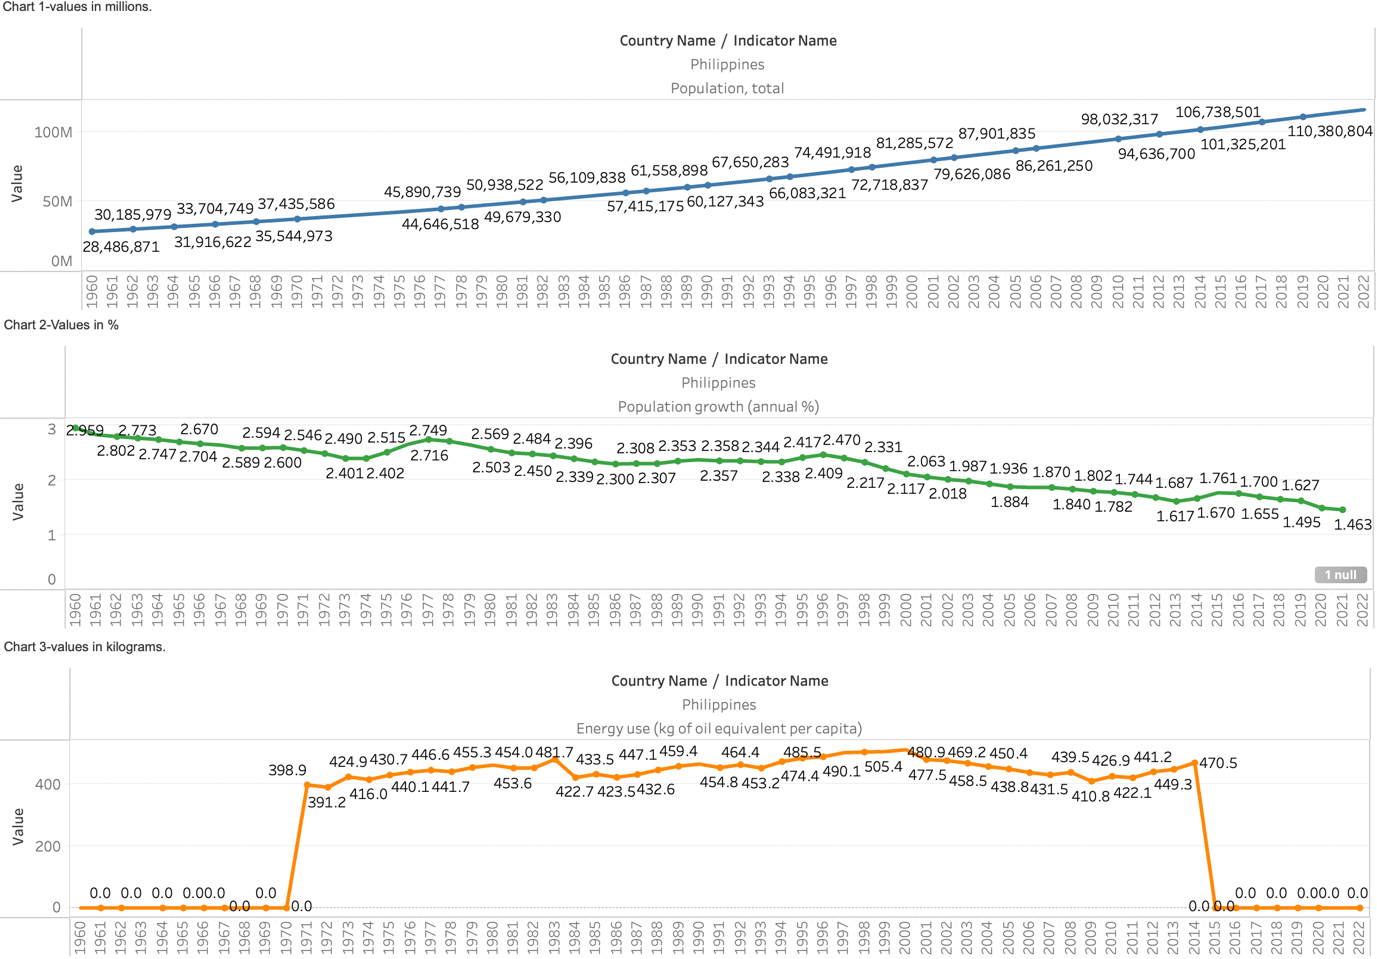 Chart 1-values in millions.
Country Name / Indicator Name
Philippines
Population, total
Value
100M
50M
0M
28,486,871
30,185,979
31,916,622
33,704,749
35,544,973
37,435,586
44,646,518
45,890,739
49,679,330
50,938,522
56,109,838
57,415,175
60,127,343
61,558,898
66,083,321
67,650,283
72,718,837
74,491,918
79,626,086
81,285,572
86,261,250
87,901,835
94,636,700
98,032,317
101,325,201
106,738,501
110,380,804
1960 1961 1962 1963 1964 1965 1966 1967 1968 1969 1970 1971 1972 1973 1974 1975 1976 1977 1978 1979 1980 1981 1982 1983 1984 1985 1986 1987 1988 1989 1990 1991 1992 1993 1994 1995 1996 1997 1998 1999 2000 2001 2002 2003 2004 2005 2006 2007 2008 2009 2010 2011 2012 2013 2014 2015 2016 2017 2018 2019 2020 2021 2022
Chart 2-Values in %
Country Name / Indicator Name
Philippines
Population growth (annual %)
Value
3
2
1
0
2.959 2.773 2.670 2.594 2.546 2.490 2.515 2.749 2.569 2.484 2.396 2.308 2.353 2.358 2.344 2.417 2.470 2.331 2.063 1.987 1.936 1.870 1.802 1.744 1.687 1.761 1.700 1.627
2.802 2.747 2.704 2.589 2.600 2.401 2.402 2.716 2.503 2.450 2.339 2.300 2.307 2.357 2.338 2.409 2.217 2.117 2.018 1.884 1.840 1.782 1.617 1.670 1.655 1.495 1.463
1 null
1960 1961 1962 1963 1964 1965 1966 1967 1968 1969 1970 1971 1972 1973 1974 1975 1976 1977 1978 1979 1980 1981 1982 1983 1984 1985 1986 1987 1988 1989 1990 1991 1992 1993 1994 1995 1996 1997 1998 1999 2000 2001 2002 2003 2004 2005 2006 2007 2008 2009 2010 2011 2012 2013 2014 2015 2016 2017 2018 2019 2020 2021 2022
Chart 3-values in kilograms.
Country Name / Indicator Name
Philippines
Energy use (kg of oil equivalent per capita)
Value
400
200
0
398.9 424.9 430.7 446.6 455.3 454.0 481.7 433.5 447.1 459.4 464.4 485.5 480.9 469.2 450.4 439.5 426.9 441.2 470.5
391.2 416.0 440.1 441.7 453.6 422.7 423.5 432.6 454.8 453.2 474.4 490.1 505.4 477.5 458.5 438.8 431.5 410.8 422.1 449.3
0.0 0.0 0.0 0.00.0 0.0 0.0 0.0 0.00.0 0.0
0.0 0.0 0.0 0.0
1960 1961 1962 1963 1964 1965 1966 1967 1968 1969 1970 1971 1972 1973 1974 1975 1976 1977 1978 1979 1980 1981 1982 1983 1984 1985 1986 1987 1988 1989 1990 1991 1992 1993 1994 1995 1996 1997 1998 1999 2000 2001 2002 2003 2004 2005 2006 2007 2008 2009 2010 2011 2012 2013 2014 2015 2016 2017 2018 2019 2020 2021 2022